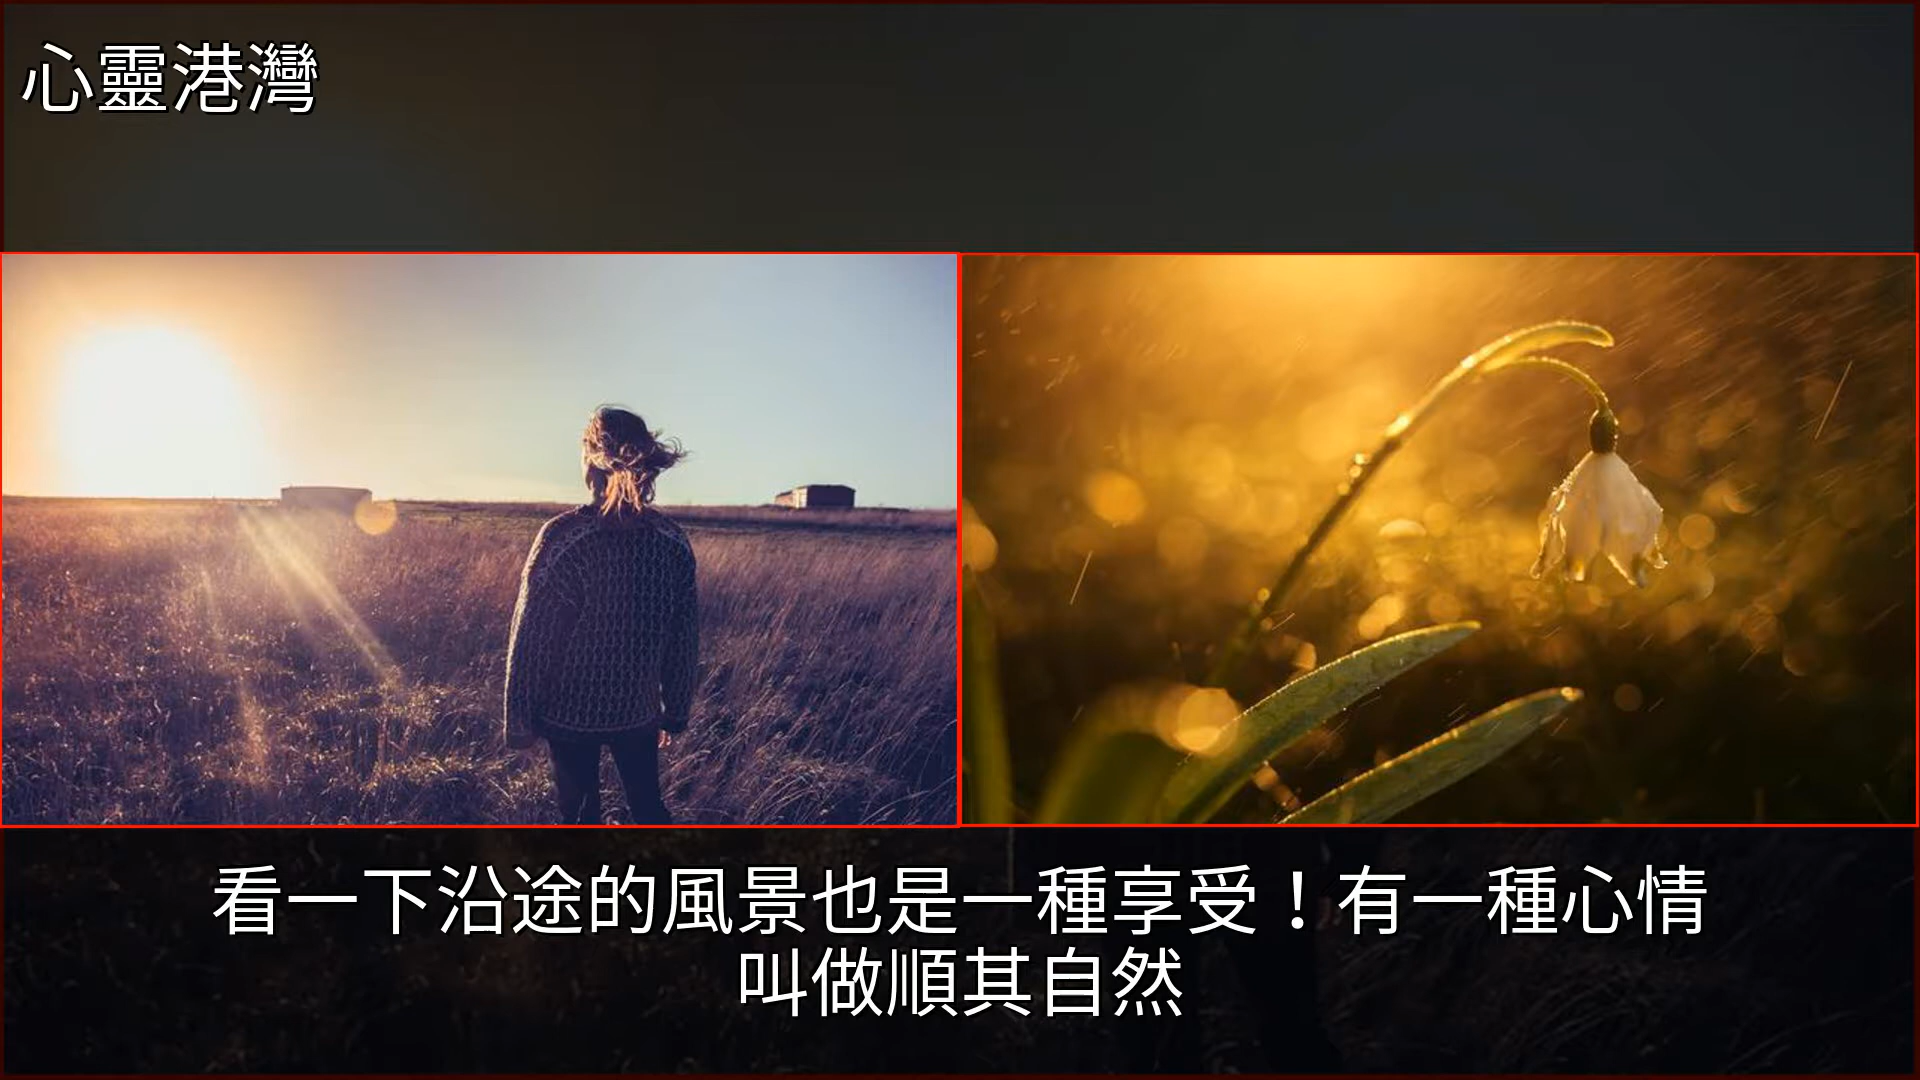 心靈港灣
看一下沿途的風景也是一種享受！有一種心情
叫做順其自然